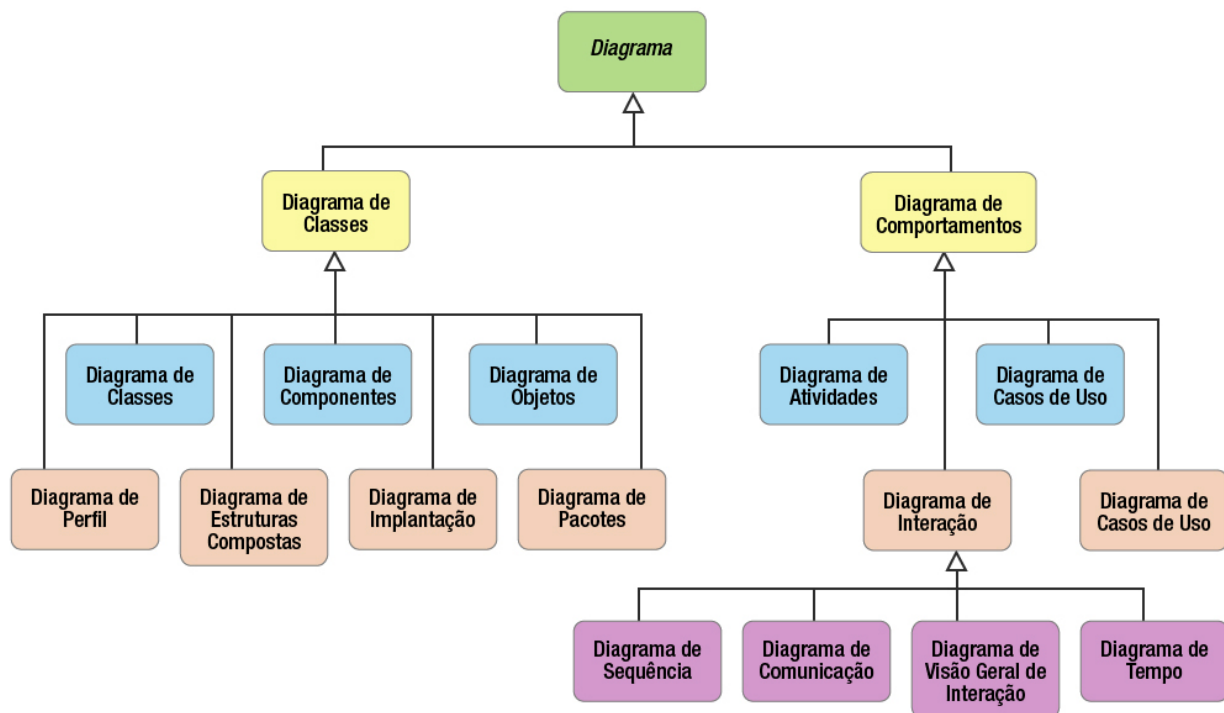 Diagrama
Diagrama de
Classes
Diagrama de
Comportamentos
Diagrama de
Classes
Diagrama de
Componentes
Diagrama de
Objetos
Diagrama de
Atividades
Diagrama de
Casos de Uso
Diagrama de
Perfil
Diagrama de
Estruturas
Compostas
Diagrama de
Implantação
Diagrama de
Pacotes
Diagrama de
Interação
Diagrama de
Casos de Uso
Diagrama de
Sequência
Diagrama de
Comunicação
Diagrama de
Visão Geral de
Interação
Diagrama de
Tempo